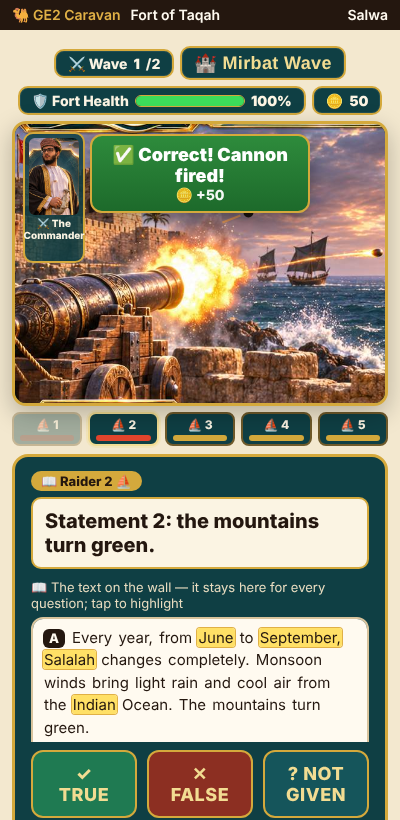 🐫 GE2 Caravan Fort of Taqah Salwa
⚔️ Wave 1 /2 🏰 Mirbat Wave
🛡️ Fort Health 100% 🪙 50
✅ Correct! Cannon
fired!
🪙 +50
⚔️ The
Commander
⛵ 1 ⛵ 2 ⛵ 3 ⛵ 4 ⛵ 5
📖 Raider 2 ⛵
Statement 2: the mountains
turn green.
📖 The text on the wall — it stays here for every
question; tap to highlight
A Every year, from June to September,
Salalah changes completely. Monsoon
winds bring light rain and cool air from
the Indian Ocean. The mountains turn
green.
✓ ✕ ? NOT
TRUE FALSE GIVEN